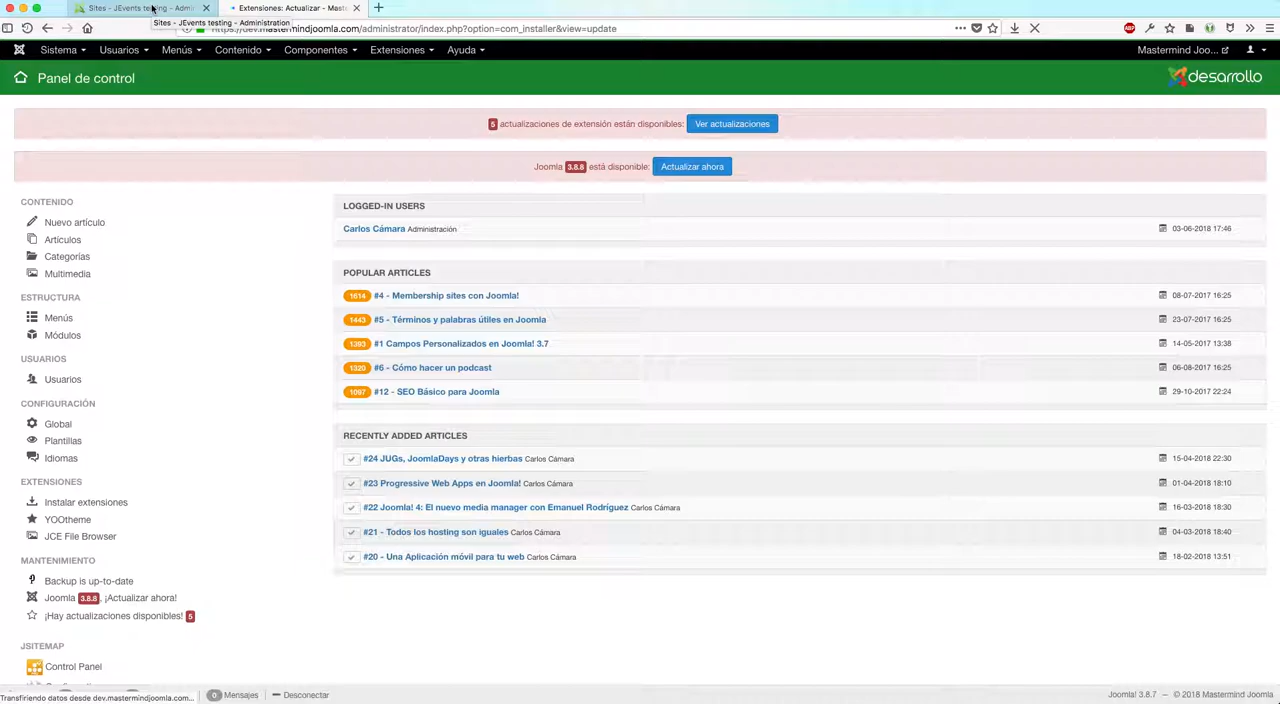 Sites - JEvents testing - Admin
Extensiones: Actualizar - Maste
Sites - JEvents testing - Administration
dev.mastermindjoomla.com/administrator/index.php?option=com_installer&view=update
Sistema Usuarios Menús Contenido Componentes Extensiones Ayuda
Mastermind Joo...
Panel de control
desarrollo
5 actualizaciones de extensión están disponibles: Ver actualizaciones
Joomla 3.8.8 está disponible: Actualizar ahora
CONTENIDO
Nuevo artículo
Artículos
Categorías
Multimedia
ESTRUCTURA
Menús
Módulos
USUARIOS
Usuarios
CONFIGURACIÓN
Global
Plantillas
Idiomas
EXTENSIONES
Instalar extensiones
YOOtheme
JCE File Browser
MANTENIMIENTO
Backup is up-to-date
Joomla 3.8.8, ¡Actualizar ahora!
¡Hay actualizaciones disponibles! 5
JSITEMAP
Control Panel
LOGGED-IN USERS
Carlos Cámara Administración 03-06-2018 17:46
POPULAR ARTICLES
1614 #4 - Membership sites con Joomla! 08-07-2017 16:25
1443 #5 - Términos y palabras útiles en Joomla 23-07-2017 16:25
1393 #1 Campos Personalizados en Joomla! 3.7 14-05-2017 13:38
1320 #6 - Cómo hacer un podcast 06-08-2017 16:25
1097 #12 - SEO Básico para Joomla 29-10-2017 22:24
RECENTLY ADDED ARTICLES
#24 JUGs, JoomlaDays y otras hierbas Carlos Cámara 15-04-2018 22:30
#23 Progressive Web Apps en Joomla! Carlos Cámara 01-04-2018 18:10
#22 Joomla! 4: El nuevo media manager con Emanuel Rodríguez Carlos Cámara 16-03-2018 18:30
#21 - Todos los hosting son iguales Carlos Cámara 04-03-2018 18:40
#20 - Una Aplicación móvil para tu web Carlos Cámara 18-02-2018 13:51
Transfiriendo datos desde dev.mastermindjoomla.com...
0 Mensajes Desconectar
Joomla! 3.8.7 — © 2018 Mastermind Joomla